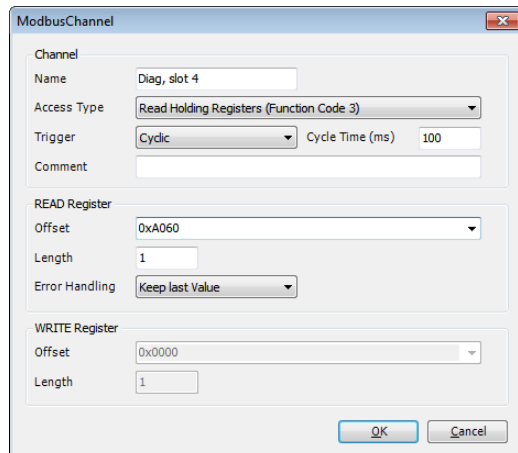 ModbusChannel
Channel
Name Diag, slot 4
Access Type Read Holding Registers (Function Code 3)
Trigger Cyclic Cycle Time (ms) 100
Comment
READ Register
Offset 0xA060
Length 1
Error Handling Keep last Value
WRITE Register
Offset 0x0000
Length 1
OK Cancel